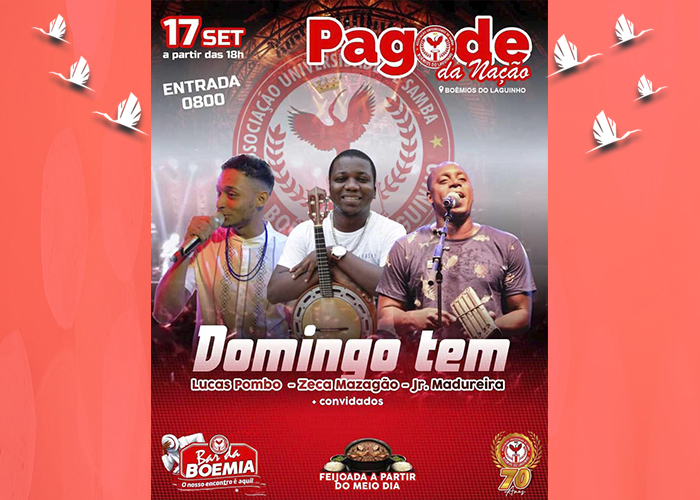 17 SET
a partir das 18h
ENTRADA
0800
Pagode
da Nação
BOÊMIOS DO LAGUINHO
Domingo tem
Lucas Pombo - Zeca Mazagão - Jr. Madureira
+ convidados
Bar da
BOEMIA
O nosso encontro é aqui!
FEIJOADA A PARTIR
DO MEIO DIA
70
Anos